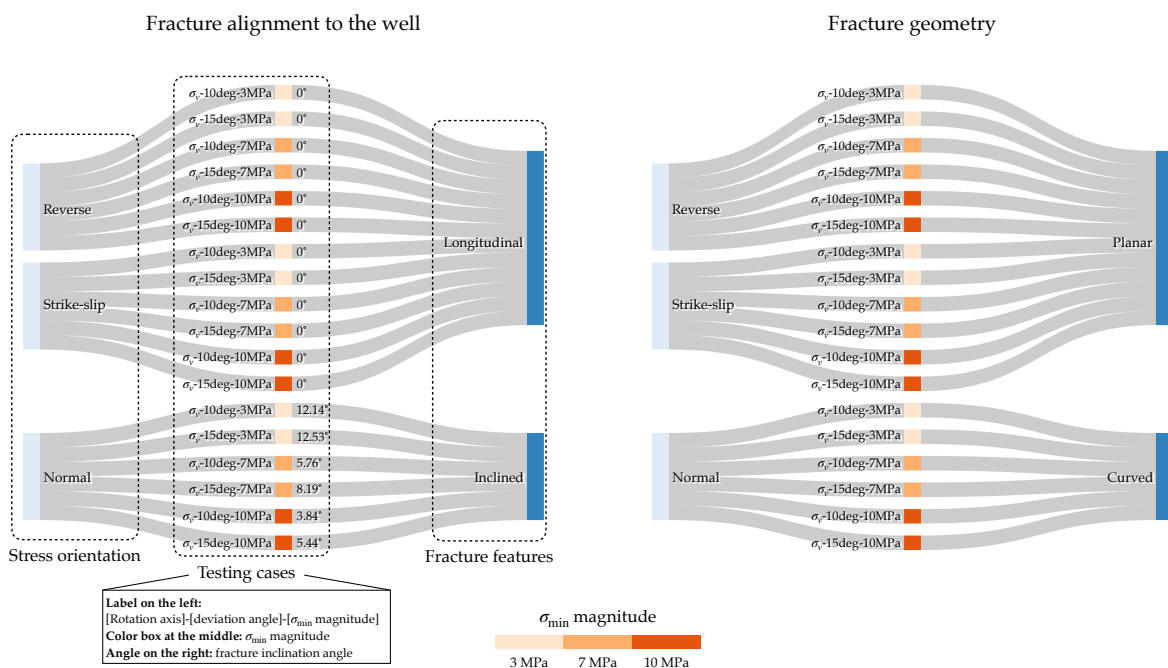 Fracture alignment to the well
Fracture geometry
σv-10deg-3MPa 0°
σv-15deg-3MPa 0°
σv-10deg-7MPa 0°
σv-15deg-7MPa 0°
σv-10deg-10MPa 0°
σv-15deg-10MPa 0°
σv-10deg-3MPa 0°
σv-15deg-3MPa 0°
σv-10deg-7MPa 0°
σv-15deg-7MPa 0°
σv-10deg-10MPa 0°
σv-15deg-10MPa 0°
σv-10deg-3MPa 12.14°
σv-15deg-3MPa 12.53°
σv-10deg-7MPa 5.76°
σv-15deg-7MPa 8.19°
σv-10deg-10MPa 3.84°
σv-15deg-10MPa 5.44°
Reverse
Strike-slip
Normal
Longitudinal
Inclined
Stress orientation
Testing cases
Fracture features
Label on the left:
[Rotation axis]-[deviation angle]-[σmin magnitude]
Color box at the middle: σmin magnitude
Angle on the right: fracture inclination angle
σv-10deg-3MPa
σv-15deg-3MPa
σv-10deg-7MPa
σv-15deg-7MPa
σv-10deg-10MPa
σv-15deg-10MPa
σv-10deg-3MPa
σv-15deg-3MPa
σv-10deg-7MPa
σv-15deg-7MPa
σv-10deg-10MPa
σv-15deg-10MPa
σv-10deg-3MPa
σv-15deg-3MPa
σv-10deg-7MPa
σv-15deg-7MPa
σv-10deg-10MPa
σv-15deg-10MPa
Reverse
Strike-slip
Normal
Planar
Curved
σmin magnitude
3 MPa 7 MPa 10 MPa